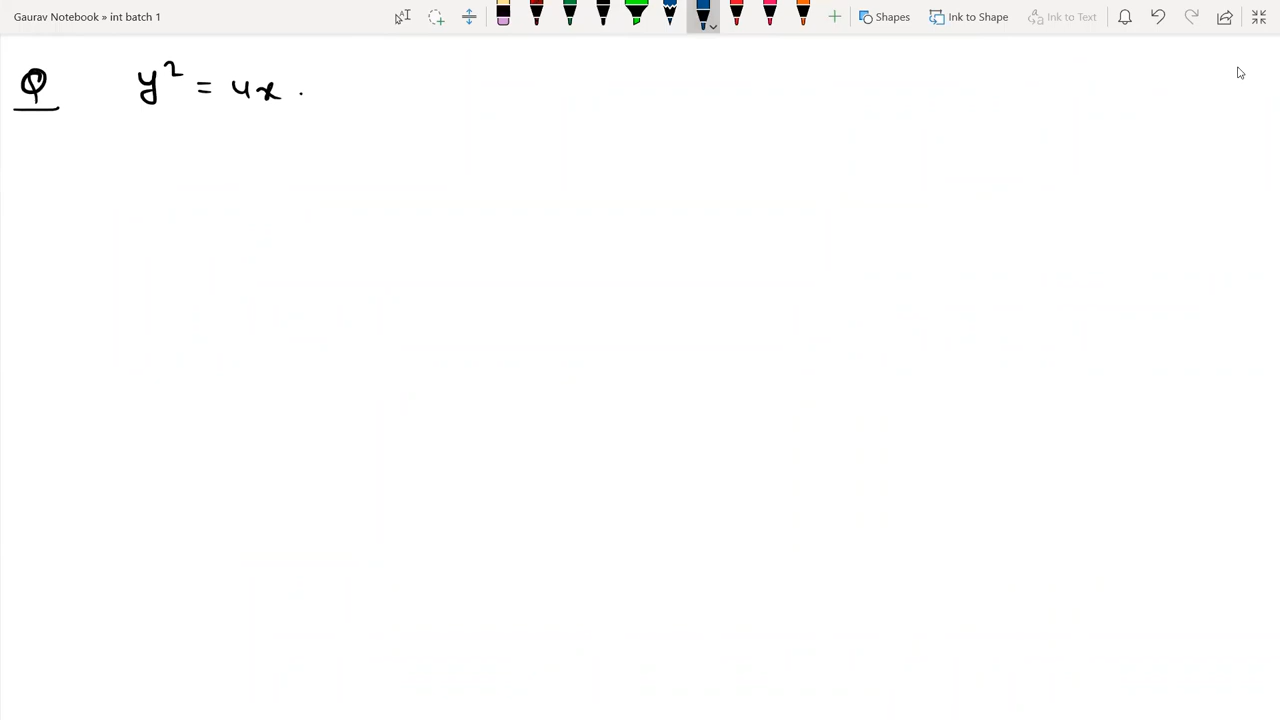 Gaurav Notebook » int batch 1
Shapes
Ink to Shape
Ink to Text
Q y² = 4x .